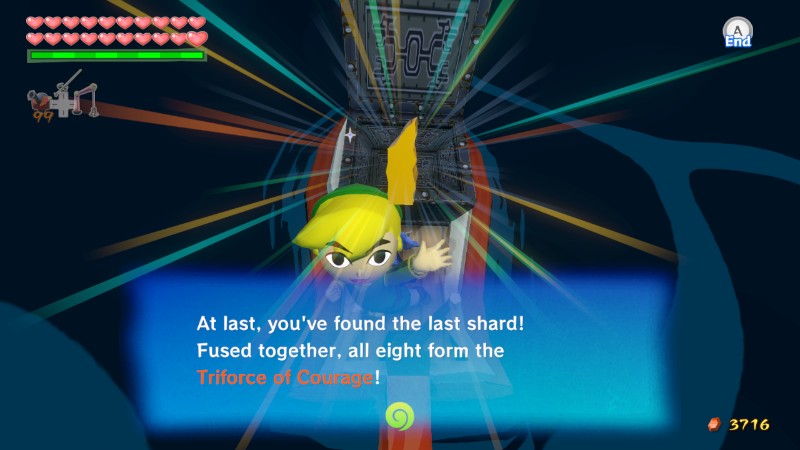 A
End
99
At last, you've found the last shard!
Fused together, all eight form the
Triforce of Courage!
3716